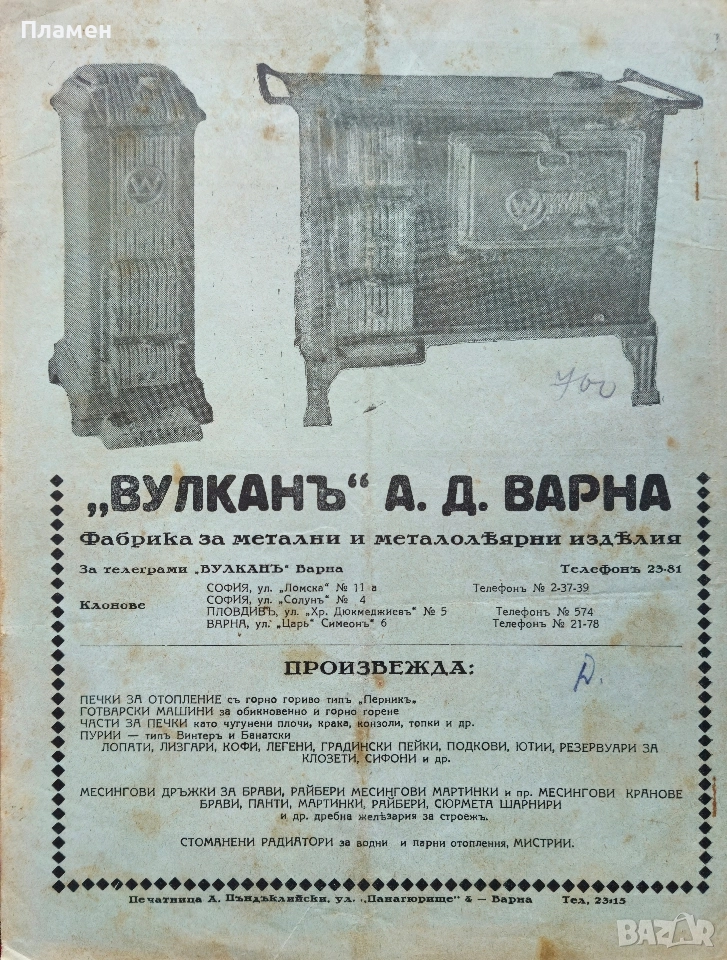 Пламен
W
W ВУЛКАН
700
„ВУЛКАНЪ“ А. Д. ВАРНА
Фабрика за метални и металолѣярни издѣлия
За телеграми „ВУЛКАНЪ“ Варна Телефонъ 23-81
Клонове
СОФИЯ, ул. „Ломска“ № 11 а Телефонъ № 2-37-39
СОФИЯ, ул. „Солунъ“ № 4
ПЛОВДИВЪ, ул. „Хр. Дюкмеджиевъ“ № 5 Телефонъ № 574
ВАРНА, ул. „Царь“ Симеонъ“ 6 Телефонъ № 21-78
ПРОИЗВЕЖДА:
Д.
ПЕЧКИ ЗА ОТОПЛЕНИЕ съ горно гориво типъ „Перникъ„
ГОТВАРСКИ МАШИНИ за обикновено и горно горене
ЧАСТИ ЗА ПЕЧКИ като чугунени плочи, крака, конзоли, топки и др.
ПУРИИ — типъ Винтеръ и Банатски
ЛОПАТИ, ЛИЗГАРИ, КОФИ, ЛЕГЕНИ, ГРАДИНСКИ ПЕЙКИ, ПОДКОВИ, ЮТИИ, РЕЗЕРВУАРИ ЗА
КЛОЗЕТИ, СИФОНИ и др.
МЕСИНГОВИ ДРЪЖКИ ЗА БРАВИ, РАЙБЕРИ МЕСИНГОВИ МАРТИНКИ и пр. МЕСИНГОВИ КРАНОВЕ
БРАВИ, ПАНТИ, МАРТИНКИ, РАЙБЕРИ, СЮРМЕТА ШАРНИРИ
и др. дребна желѣзария за строежъ.
СТОМАНЕНИ РАДИАТОРИ за водни и парни отопления, МИСТРИИ.
Печатница Д. Пъндъклийски, ул. „Панагюрище“ 4 — Варна Тел. 23-15
BAZAR